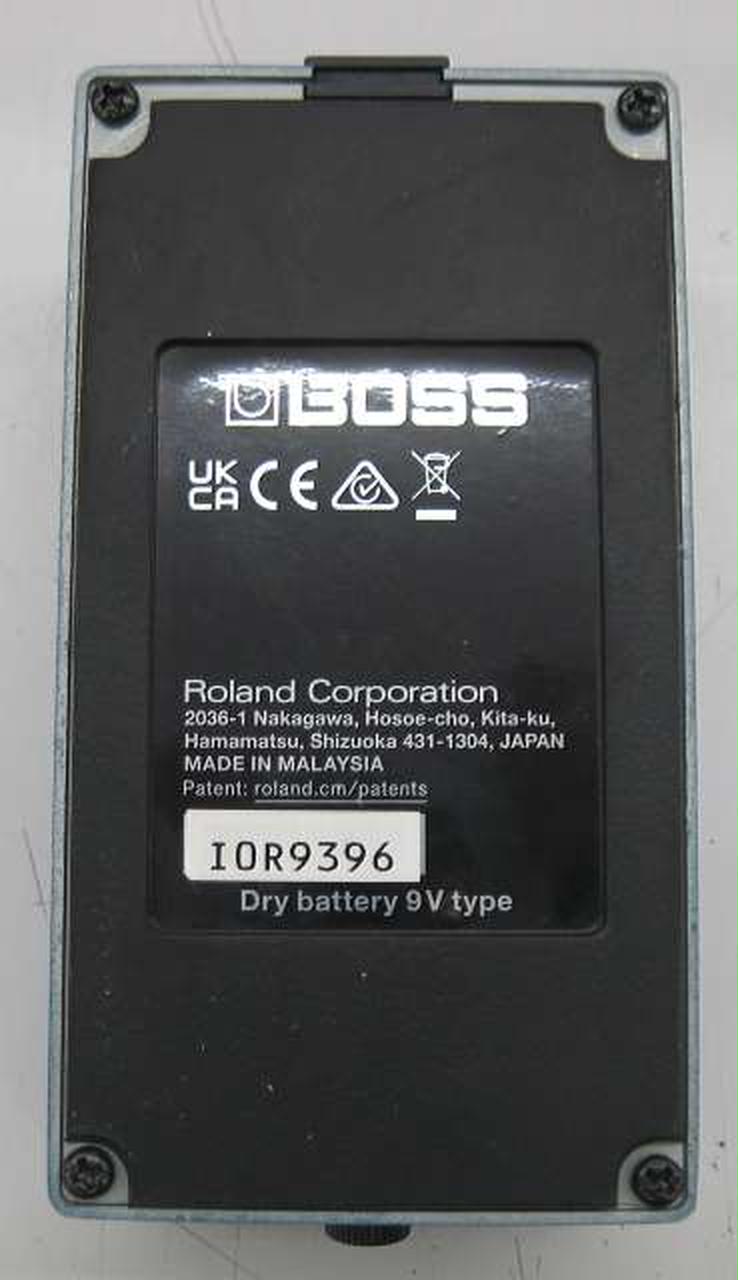 BOSS
UK
CA CE
Roland Corporation
2036-1 Nakagawa, Hosoe-cho, Kita-ku,
Hamamatsu, Shizuoka 431-1304, JAPAN
MADE IN MALAYSIA
Patent: roland.cm/patents
IOR9396
Dry battery 9V type